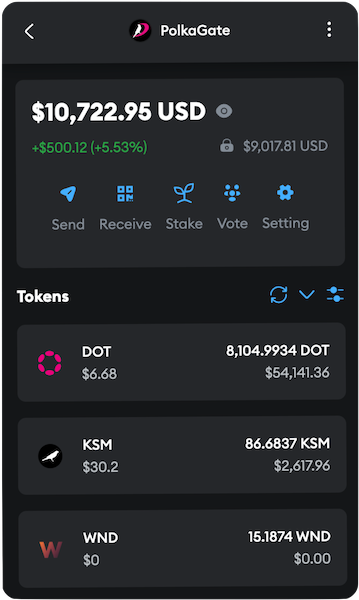 PolkaGate
$10,722.95 USD
+$500.12 (+5.53%) $9,017.81 USD
Send Receive Stake Vote Setting
Tokens
DOT 8,104.9934 DOT
$6.68 $54,141.36
KSM 86.6837 KSM
$30.2 $2,617.96
WND 15.1874 WND
$0 $0.00